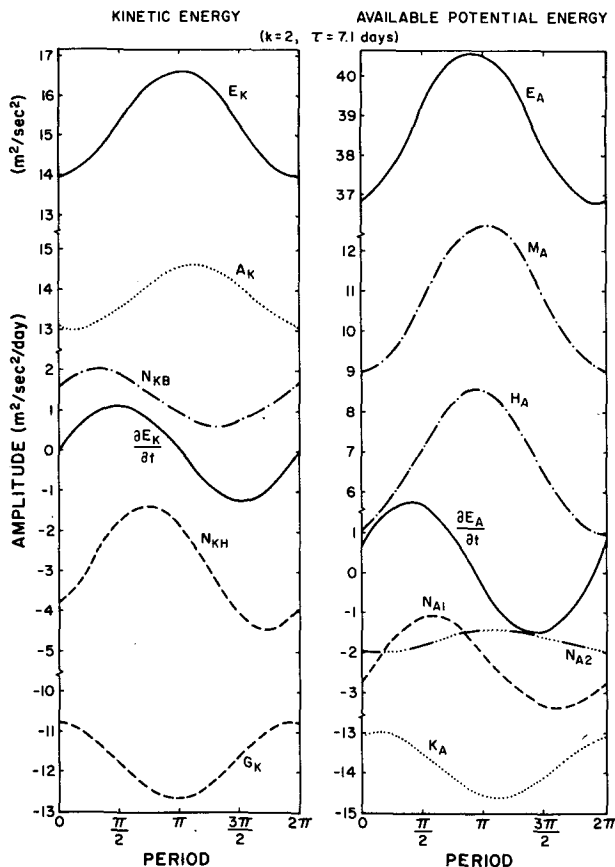 KINETIC ENERGY
AVAILABLE POTENTIAL ENERGY
(k=2, τ=7.1 days)
AMPLITUDE (m²/sec²/day)
(m²/sec²)
17
16
15
14
13
15
14
13
2
1
0
-1
-2
-3
-4
-5
-10
-11
-12
-13
E_K
A_K
N_KB
∂E_K/∂t
N_KH
G_K
0
π/2
π
3π/2
2π
PERIOD
40
39
38
37
12
11
10
9
8
7
6
5
1
0
-1
-2
-3
-13
-14
-15
E_A
M_A
H_A
∂E_A/∂t
N_A1
N_A2
K_A
0
π/2
π
3π/2
2π
PERIOD